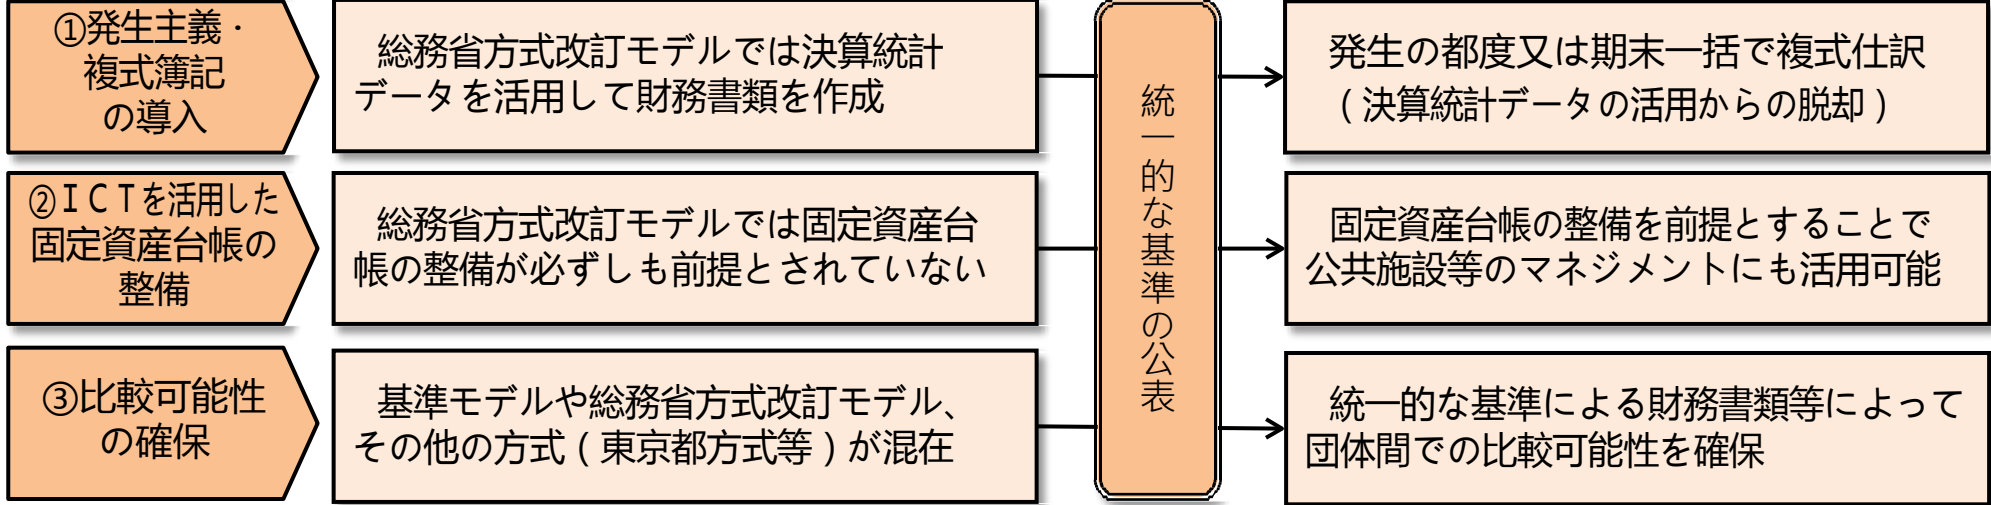 ①発生主義・
複式簿記
の導入
総務省方式改訂モデルでは決算統計
データを活用して財務書類を作成
発生の都度又は期末一括で複式仕訳
(決算統計データの活用からの脱却)
②ＩＣＴを活用した
固定資産台帳の
整備
総務省方式改訂モデルでは固定資産台
帳の整備が必ずしも前提とされていない
固定資産台帳の整備を前提とすることで
公共施設等のマネジメントにも活用可能
③比較可能性
の確保
基準モデルや総務省方式改訂モデル、
その他の方式(東京都方式等)が混在
統一的な基準による財務書類等によって
団体間での比較可能性を確保
統一的な基準の公表